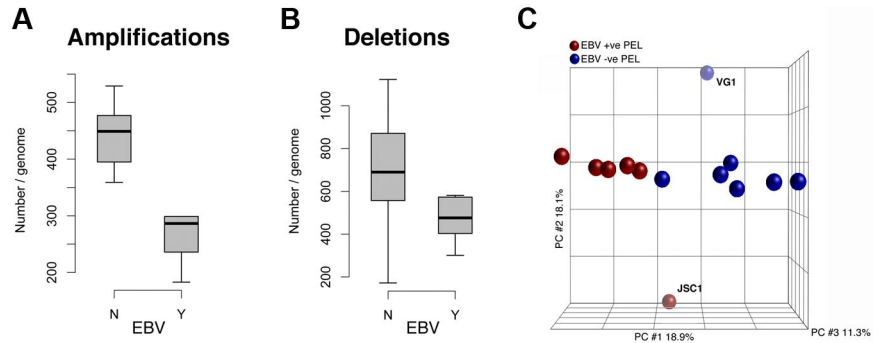 A
Amplifications
Number / genome
500
400
300
200
N
Y
EBV
B
Deletions
Number / genome
1000
800
600
400
200
N
Y
EBV
C
EBV +ve PEL
EBV -ve PEL
VG1
JSC1
PC #2 18.1%
PC #1 18.9%
PC #3 11.3%